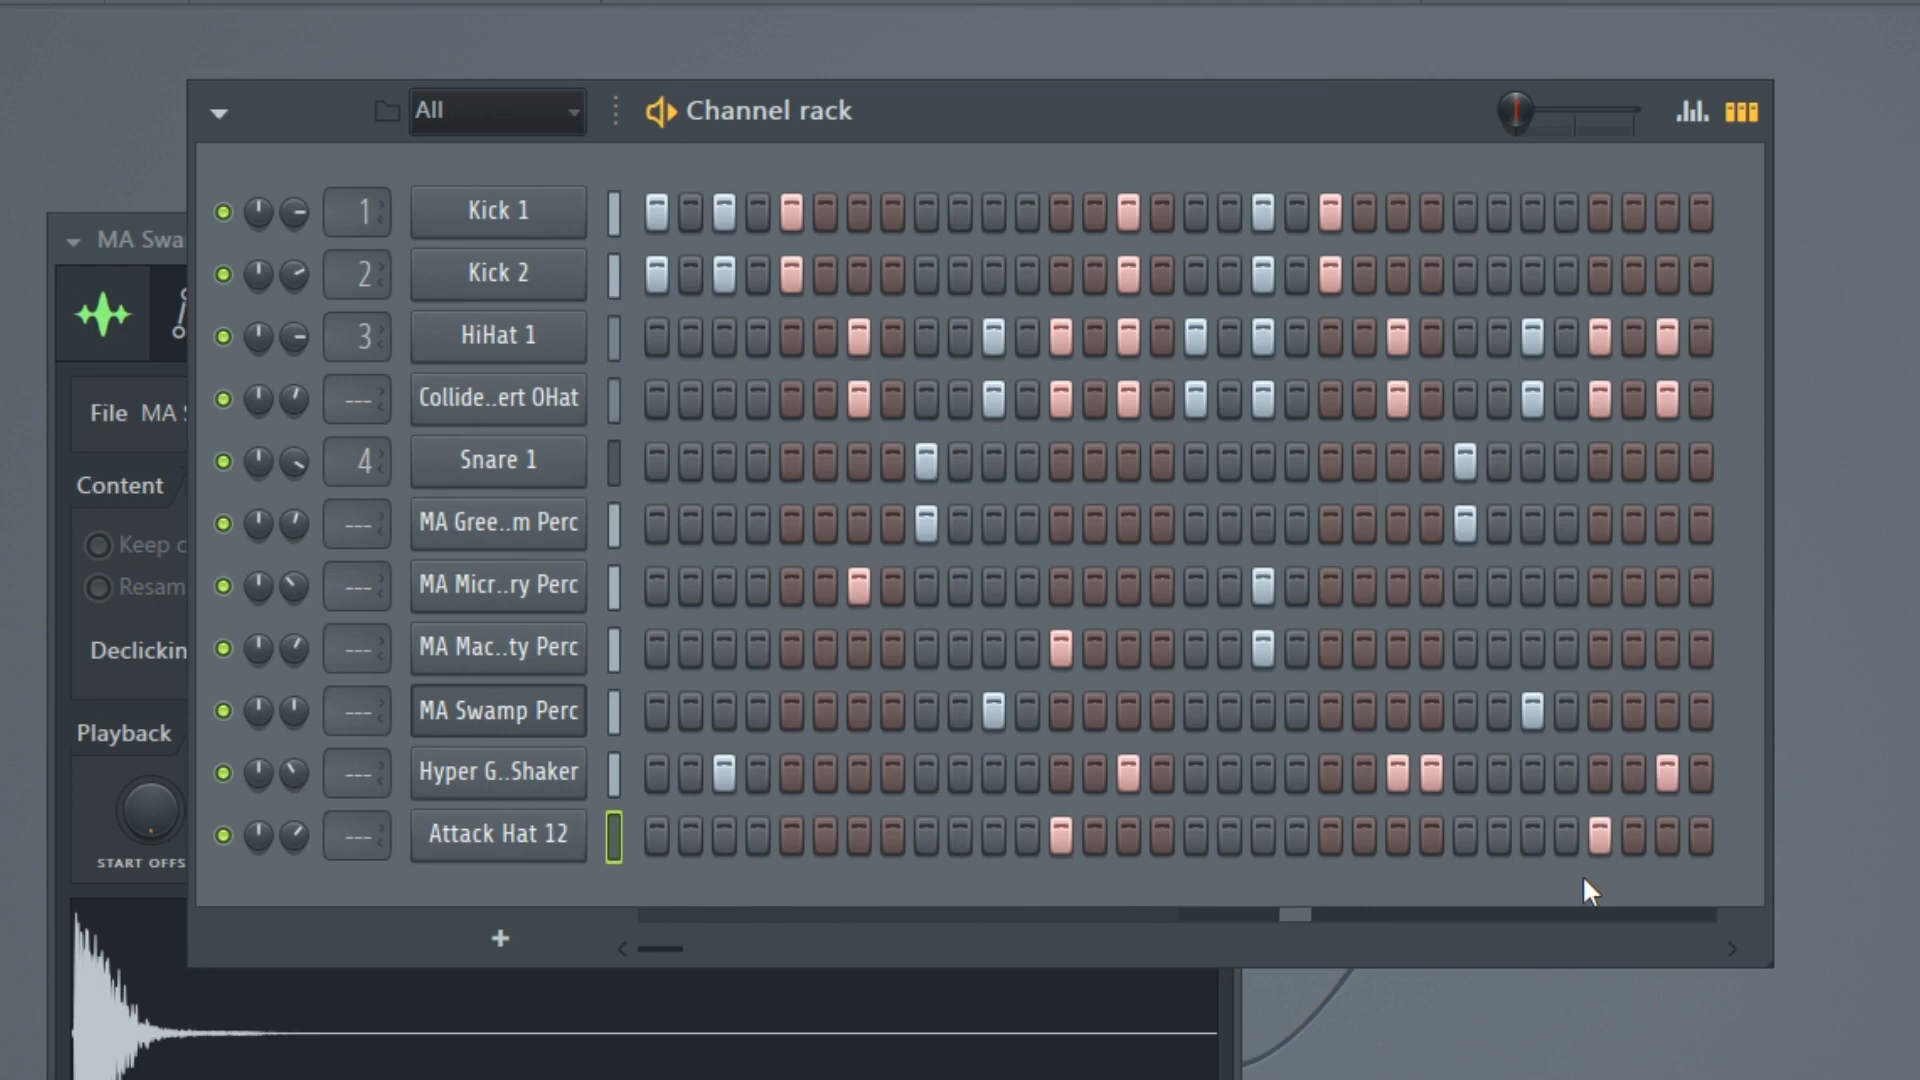 All
Channel rack
1 Kick 1
2 Kick 2
3 HiHat 1
--- Collide..ert OHat
4 Snare 1
--- MA Gree..m Perc
--- MA Micr..ry Perc
--- MA Mac..ty Perc
--- MA Swamp Perc
--- Hyper G..Shaker
--- Attack Hat 12
+
MA Swa
File MA S
Content
Keep c
Resam
Declickin
Playback
START OFFS